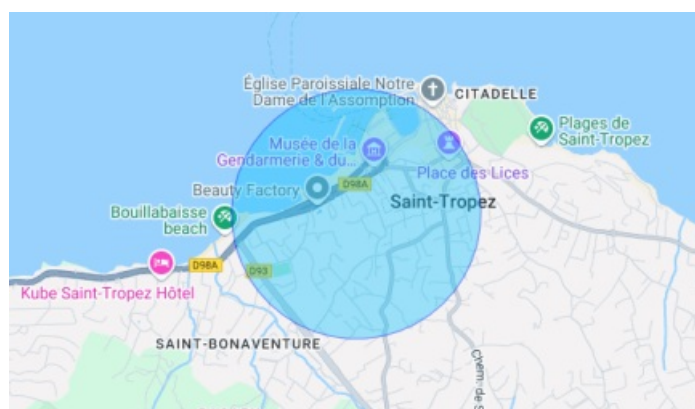 Église Paroissiale Notre
Dame de l'Assomption
CITADELLE
Plages de
Saint-Tropez
Musée de la
Gendarmerie & du...
Place des Lices
Beauty Factory
D98A
Saint-Tropez
Bouillabaisse
beach
D98A
D93
Kube Saint-Tropez Hôtel
SAINT-BONAVENTURE
Chem. de S